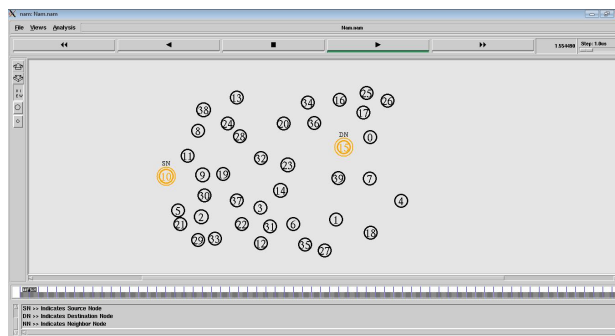 nam: Nam.nam
File Views Analysis Nam.nam
1.554490 Step: 1.0ms
25
13 16 26
38 34
17
24 20 36
8 28 DN 0
15
11 32
SN 23
10 9 19 39 7
14
30 37 4
5 3
2 1
21 22 31 6
18
29 33 12 35
27
SN >> Indicates Source Node
DN >> Indicates Destination Node
NN >> Indicates Neighbor Node